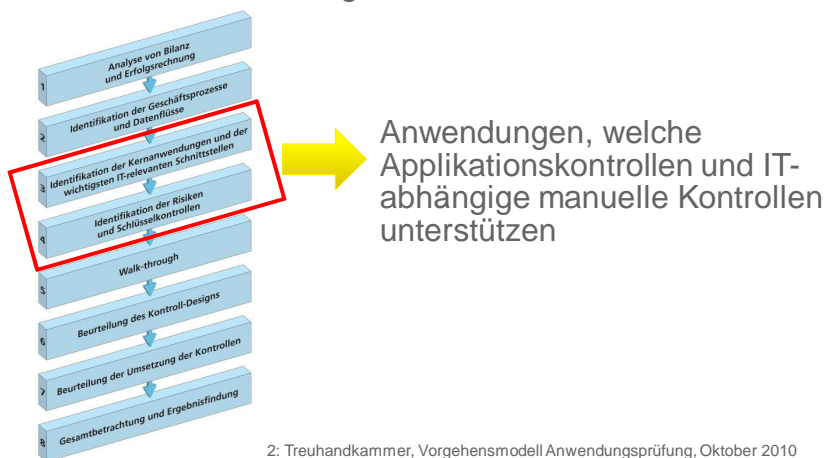 1
Analyse von Bilanz
und Erfolgsrechnung
2
Identifikation der Geschäftsprozesse
und Datenflüsse
3
Identifikation der Kernanwendungen und der
wichtigsten IT-relevanten Schnittstellen
4
Identifikation der Risiken
und Schlüsselkontrollen
5
Walk-through
6
Beurteilung des Kontroll-Designs
7
Beurteilung der Umsetzung der Kontrollen
8
Gesamtbetrachtung und Ergebnisfindung
Anwendungen, welche
Applikationskontrollen und IT-
abhängige manuelle Kontrollen
unterstützen
2: Treuhandkammer, Vorgehensmodell Anwendungsprüfung, Oktober 2010